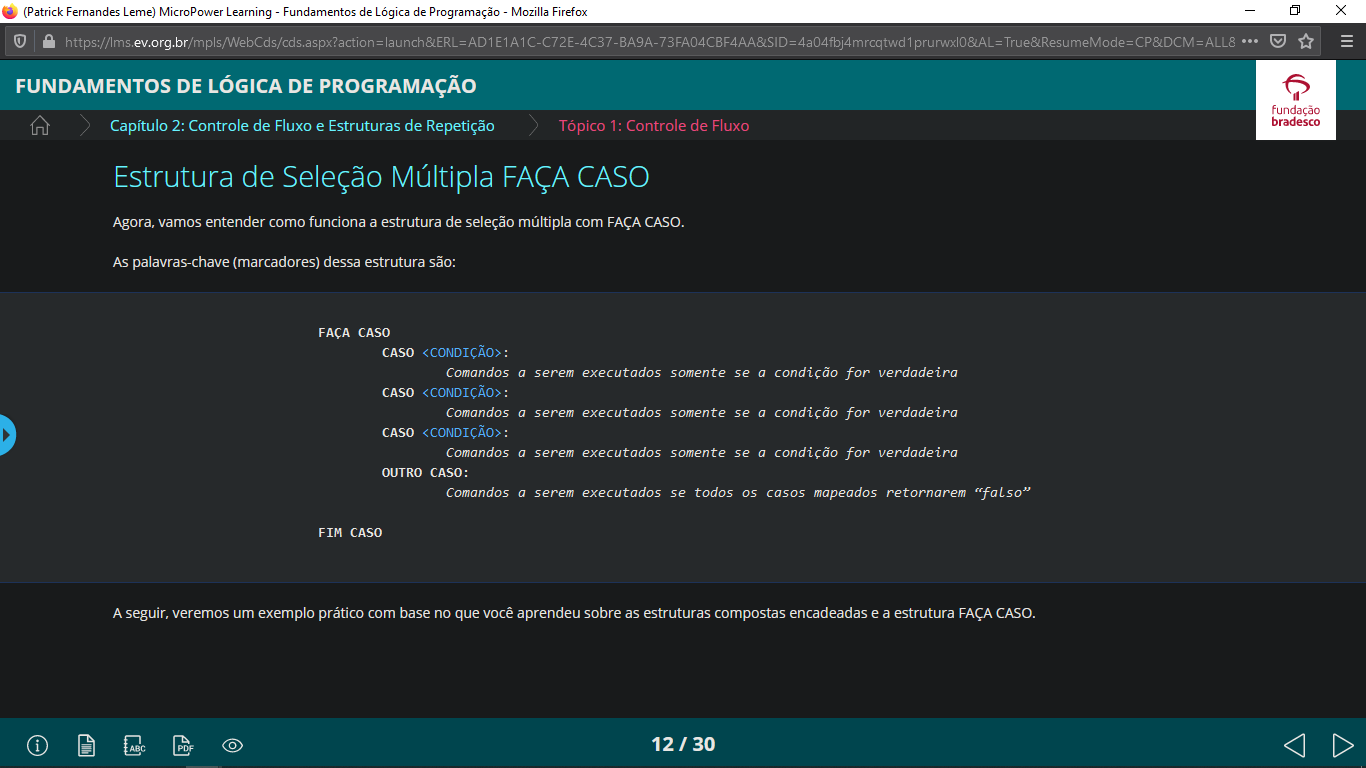 (Patrick Fernandes Leme) MicroPower Learning - Fundamentos de Lógica de Programação - Mozilla Firefox
https://lms.ev.org.br/mpls/WebCds/cds.aspx?action=launch&ERL=AD1E1A1C-C72E-4C37-BA9A-73FA04CBF4AA&SID=4a04fbj4mrcqtwd1prurwxl0&AL=True&ResumeMode=CP&DCM=ALL&
FUNDAMENTOS DE LÓGICA DE PROGRAMAÇÃO
fundação
bradesco
Capítulo 2: Controle de Fluxo e Estruturas de Repetição Tópico 1: Controle de Fluxo
Estrutura de Seleção Múltipla FAÇA CASO
Agora, vamos entender como funciona a estrutura de seleção múltipla com FAÇA CASO.
As palavras-chave (marcadores) dessa estrutura são:
FAÇA CASO
CASO <CONDIÇÃO>:
Comandos a serem executados somente se a condição for verdadeira
CASO <CONDIÇÃO>:
Comandos a serem executados somente se a condição for verdadeira
CASO <CONDIÇÃO>:
Comandos a serem executados somente se a condição for verdadeira
OUTRO CASO:
Comandos a serem executados se todos os casos mapeados retornarem “falso”
FIM CASO
A seguir, veremos um exemplo prático com base no que você aprendeu sobre as estruturas compostas encadeadas e a estrutura FAÇA CASO.
ABC
PDF
12 / 30